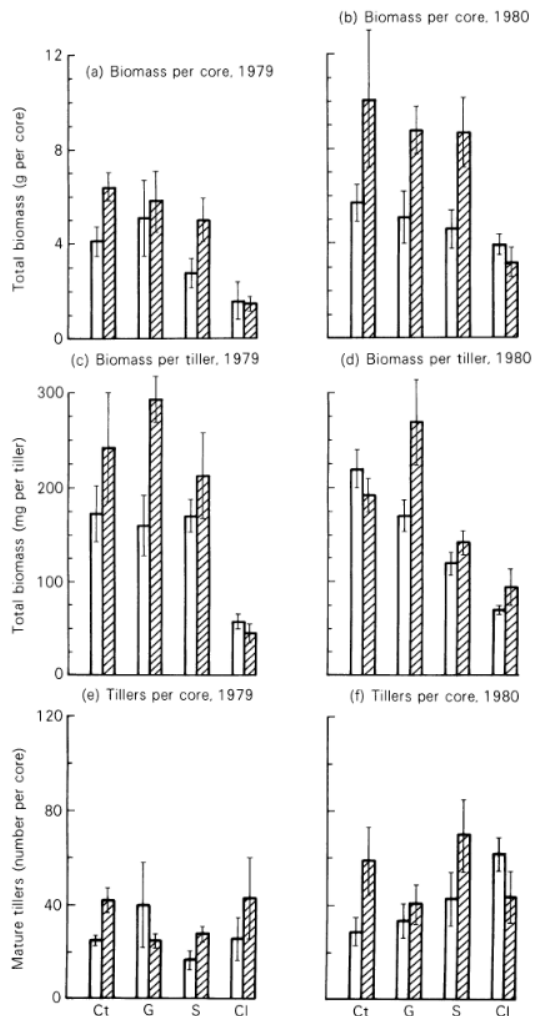 (b) Biomass per core, 1980
(a) Biomass per core, 1979
Total biomass (g per core)
12
8
4
0
(c) Biomass per tiller, 1979
(d) Biomass per tiller, 1980
Total biomass (mg per tiller)
300
200
100
0
(e) Tillers per core, 1979
(f) Tillers per core, 1980
Mature tillers (number per core)
120
80
40
0
Ct G S Cl
Ct G S Cl